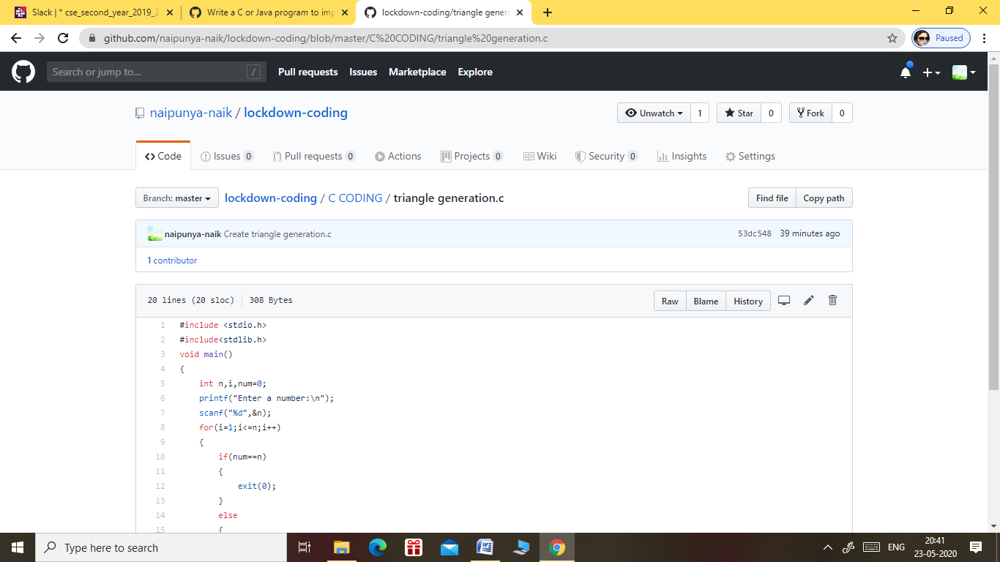 Slack | * cse_second_year_2019_2
Write a C or Java program to imp
lockdown-coding/triangle genera
github.com/naipunya-naik/lockdown-coding/blob/master/C%20CODING/triangle%20generation.c
Paused
Search or jump to...
/
Pull requests Issues Marketplace Explore
naipunya-naik / lockdown-coding
Unwatch 1 Star 0 Fork 0
Code Issues 0 Pull requests 0 Actions Projects 0 Wiki Security 0 Insights Settings
Branch: master lockdown-coding / C CODING / triangle generation.c
Find file Copy path
naipunya-naik Create triangle generation.c 53dc548 39 minutes ago
1 contributor
20 lines (20 sloc) 308 Bytes Raw Blame History
1 #include <stdio.h>
2 #include<stdlib.h>
3 void main()
4 {
5 int n,i,num=0;
6 printf("Enter a number:\n");
7 scanf("%d",&n);
8 for(i=1;i<=n;i++)
9 {
10 if(num==n)
11 {
12 exit(0);
13 }
14 else
15 {
Type here to search
ENG
20:41
23-05-2020